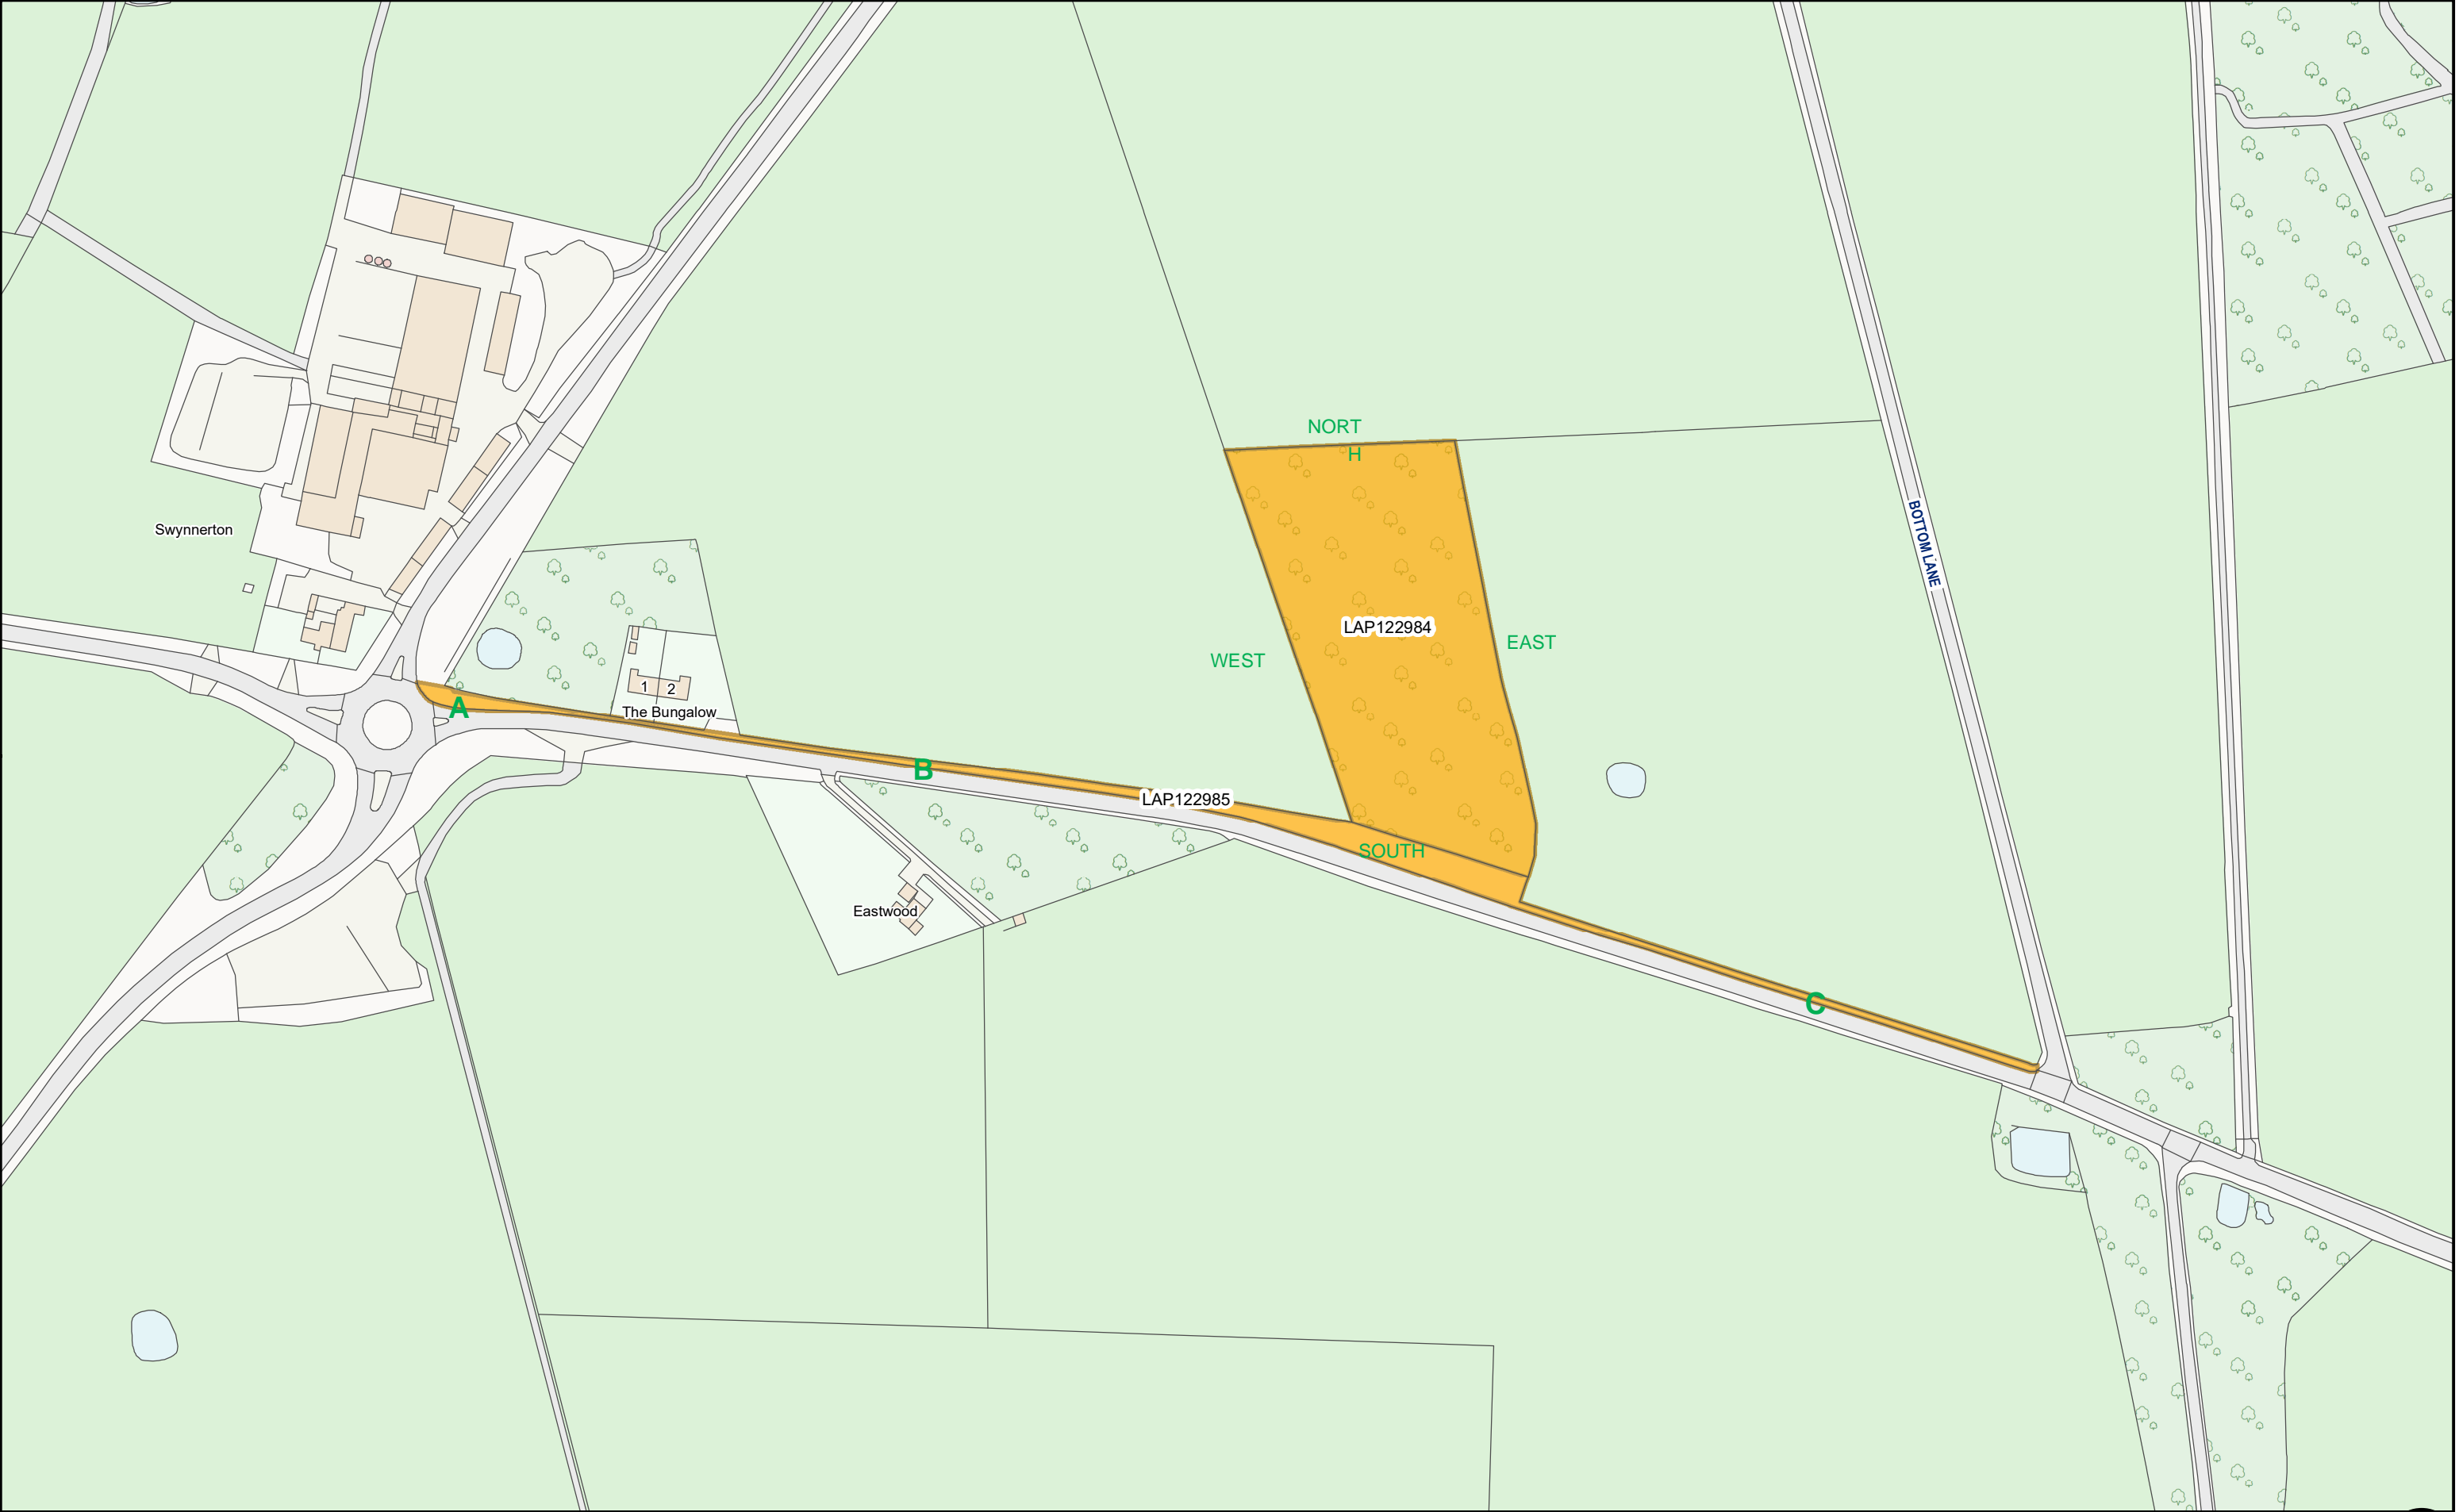 NORT
H
BOTTOM LANE
Swynnerton
LAP122984
EAST
WEST
1
2
A
The Bungalow
B
LAP122985
SOUTH
Eastwood
C